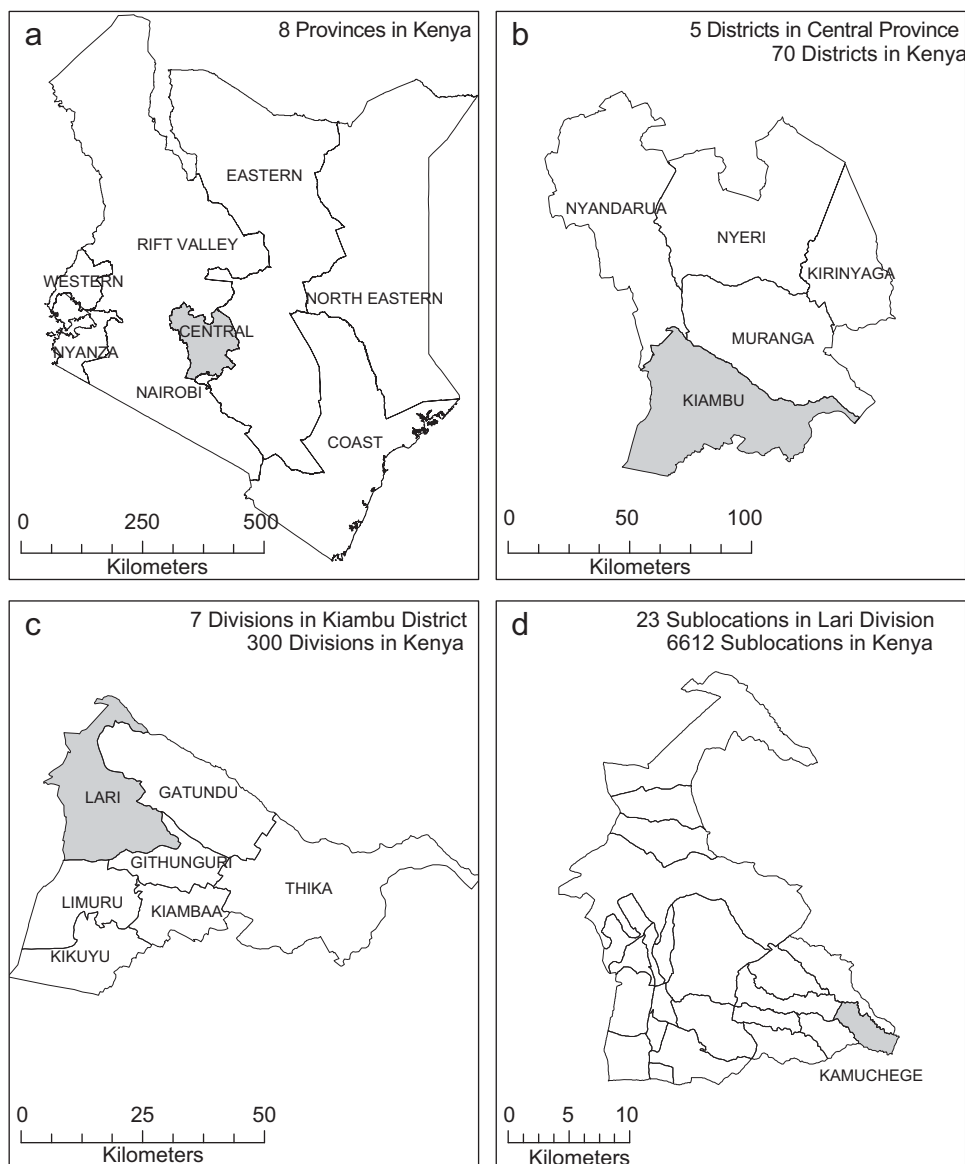 a
8 Provinces in Kenya
EASTERN
RIFT VALLEY
WESTERN
NORTH EASTERN
CENTRAL
NYANZA
NAIROBI
COAST
0 250 500
Kilometers
b
5 Districts in Central Province
70 Districts in Kenya
NYANDARUA
NYERI
KIRINYAGA
MURANGA
KIAMBU
0 50 100
Kilometers
c
7 Divisions in Kiambu District
300 Divisions in Kenya
LARI
GATUNDU
GITHUNGURI
THIKA
LIMURU
KIAMBAA
KIKUYU
0 25 50
Kilometers
d
23 Sublocations in Lari Division
6612 Sublocations in Kenya
KAMUCHEGE
0 5 10
Kilometers